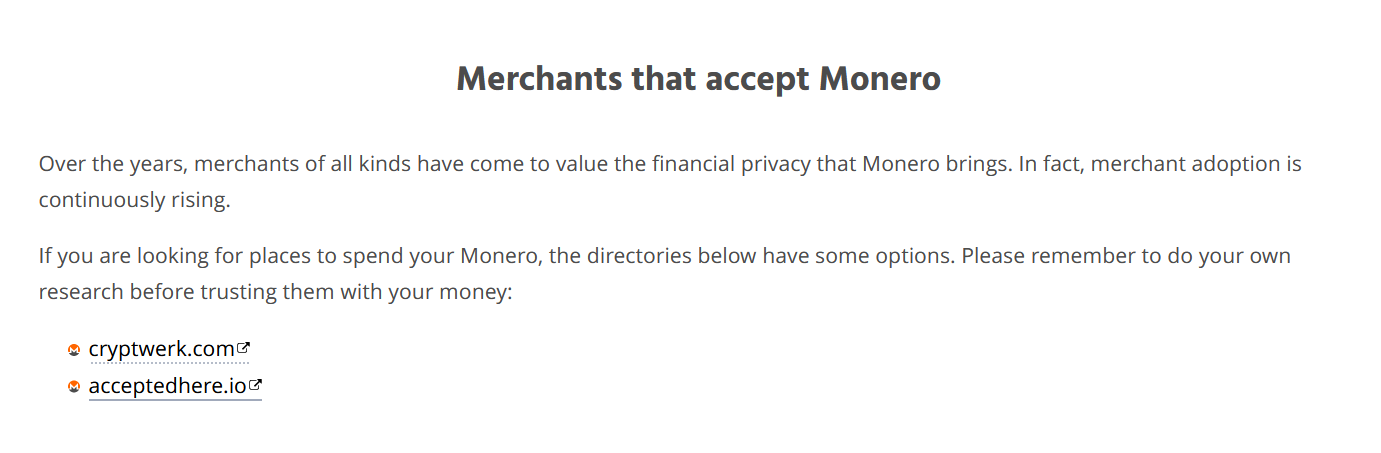 Merchants that accept Monero
Over the years, merchants of all kinds have come to value the financial privacy that Monero brings. In fact, merchant adoption is
continuously rising.
If you are looking for places to spend your Monero, the directories below have some options. Please remember to do your own
research before trusting them with your money:
cryptwerk.com
acceptedhere.io